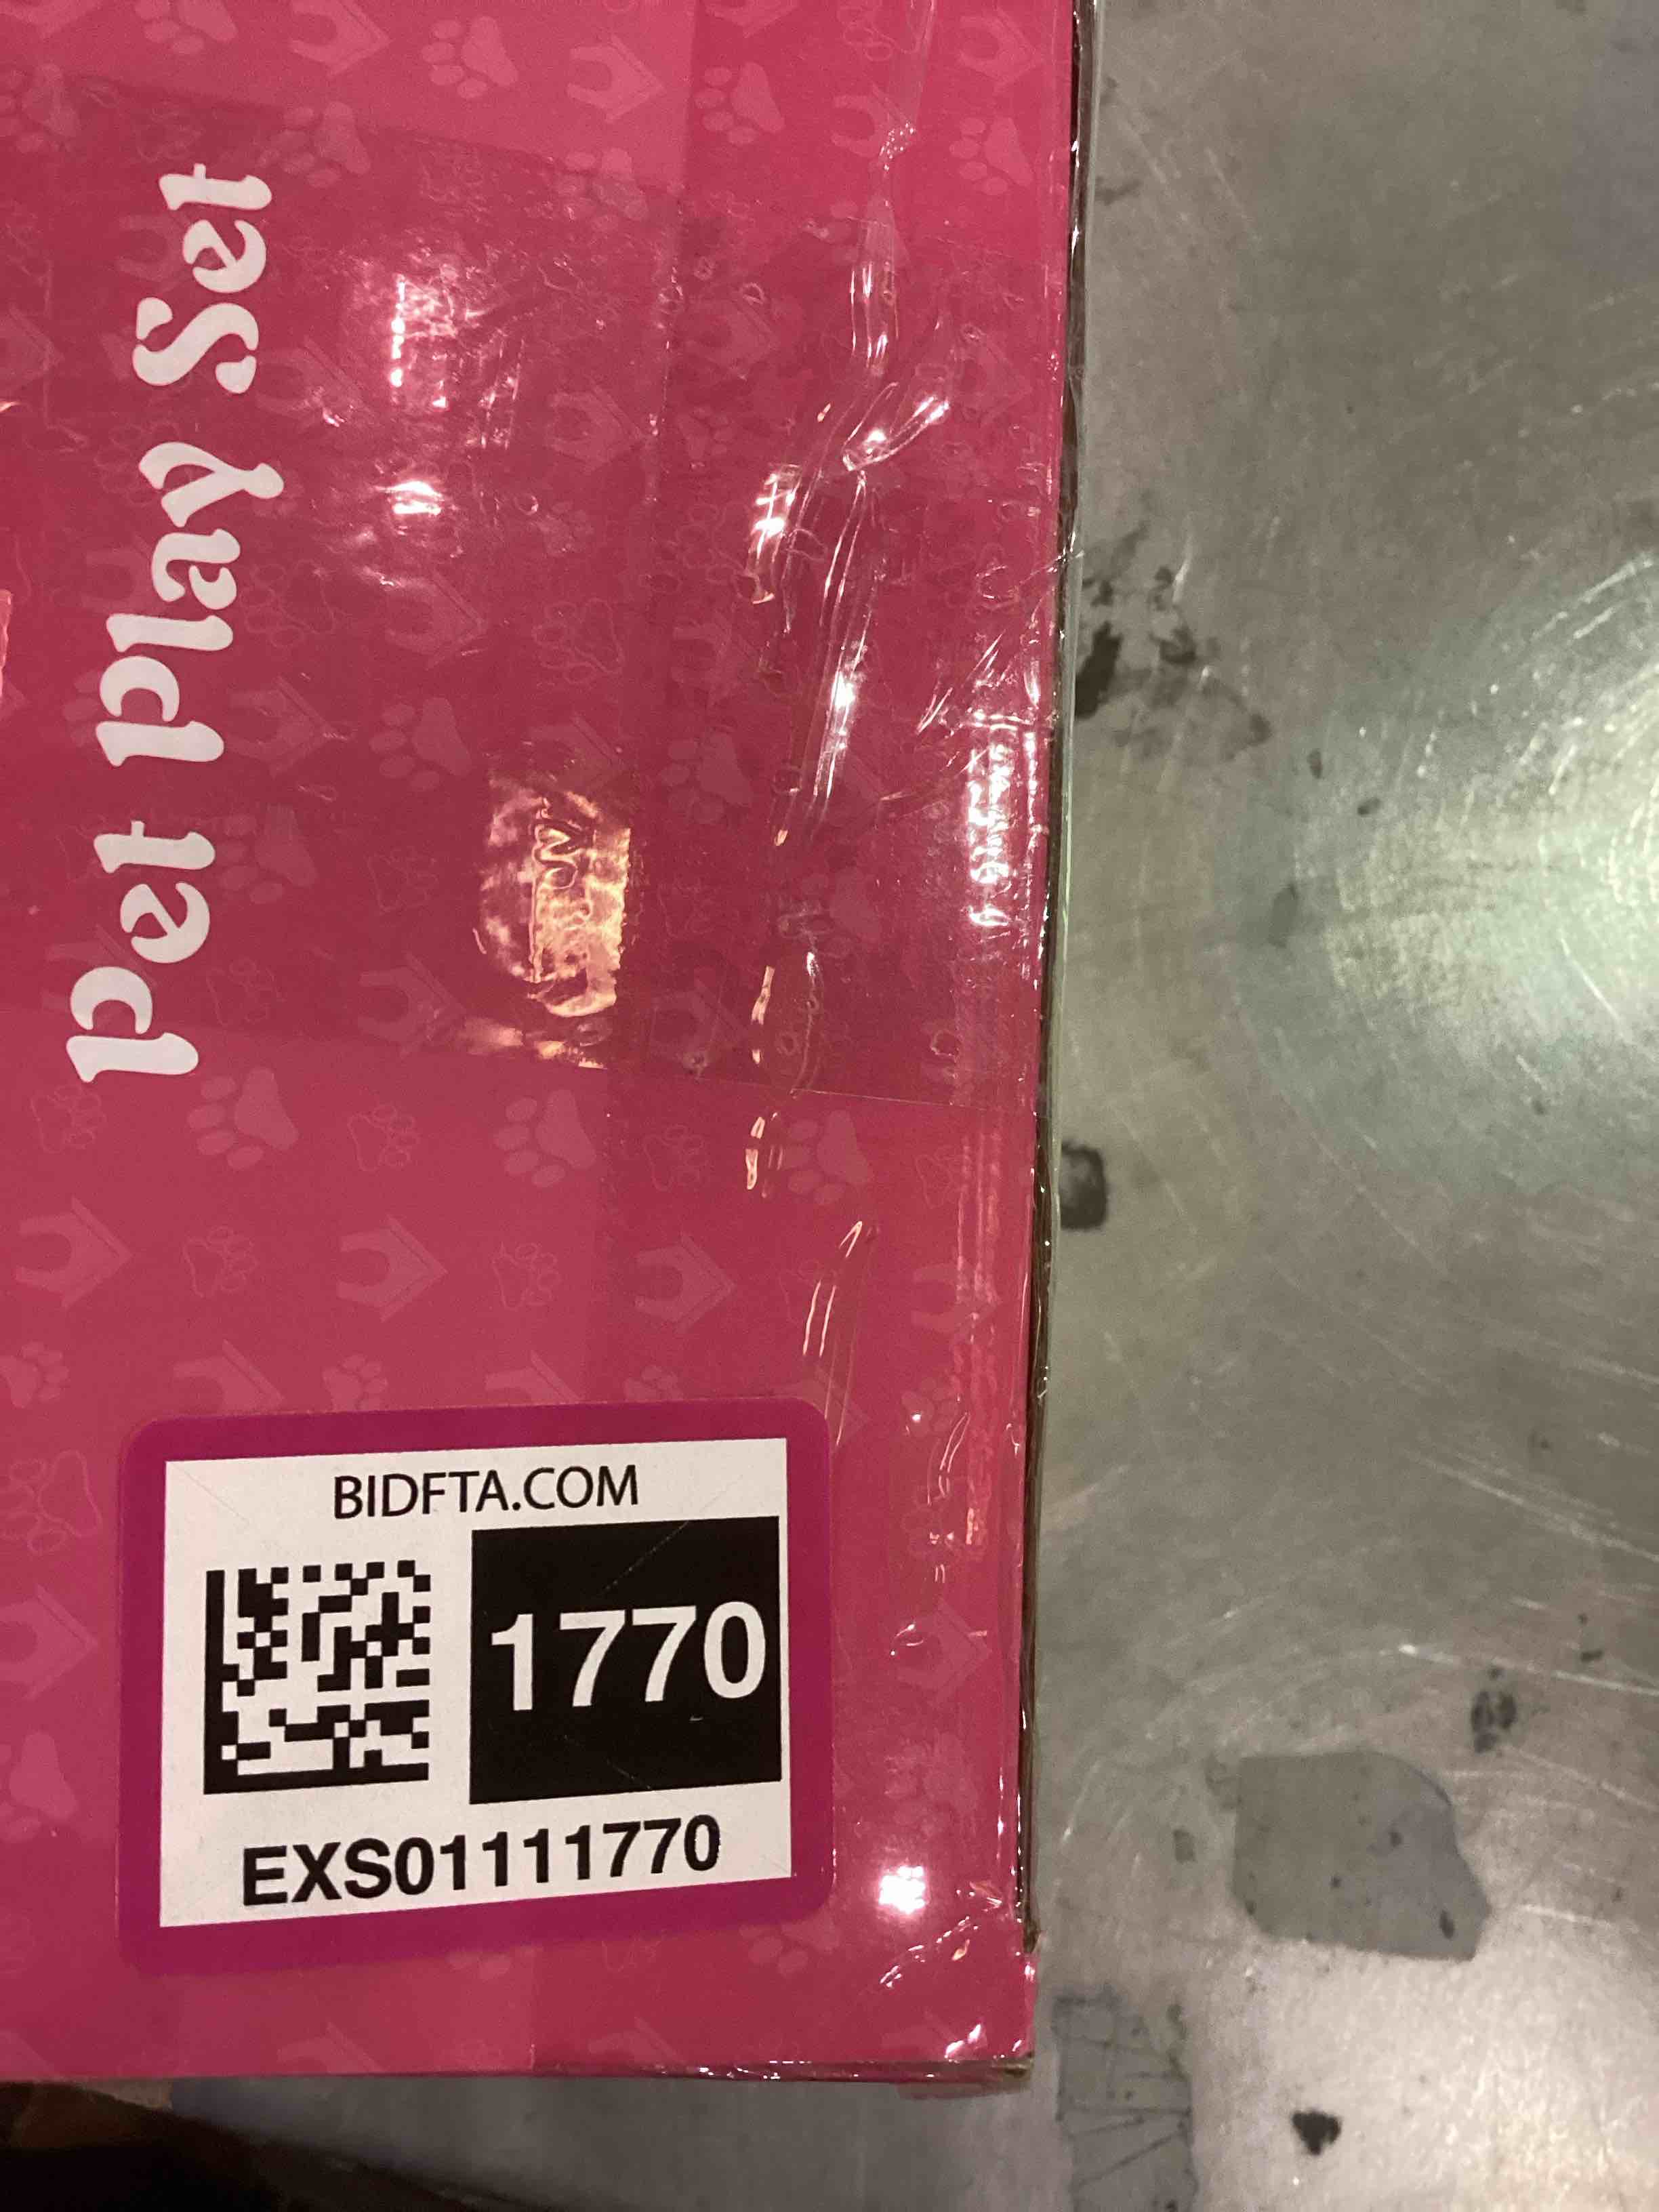 Pet Play Set
BIDFTA.COM
1770
EXS01111770